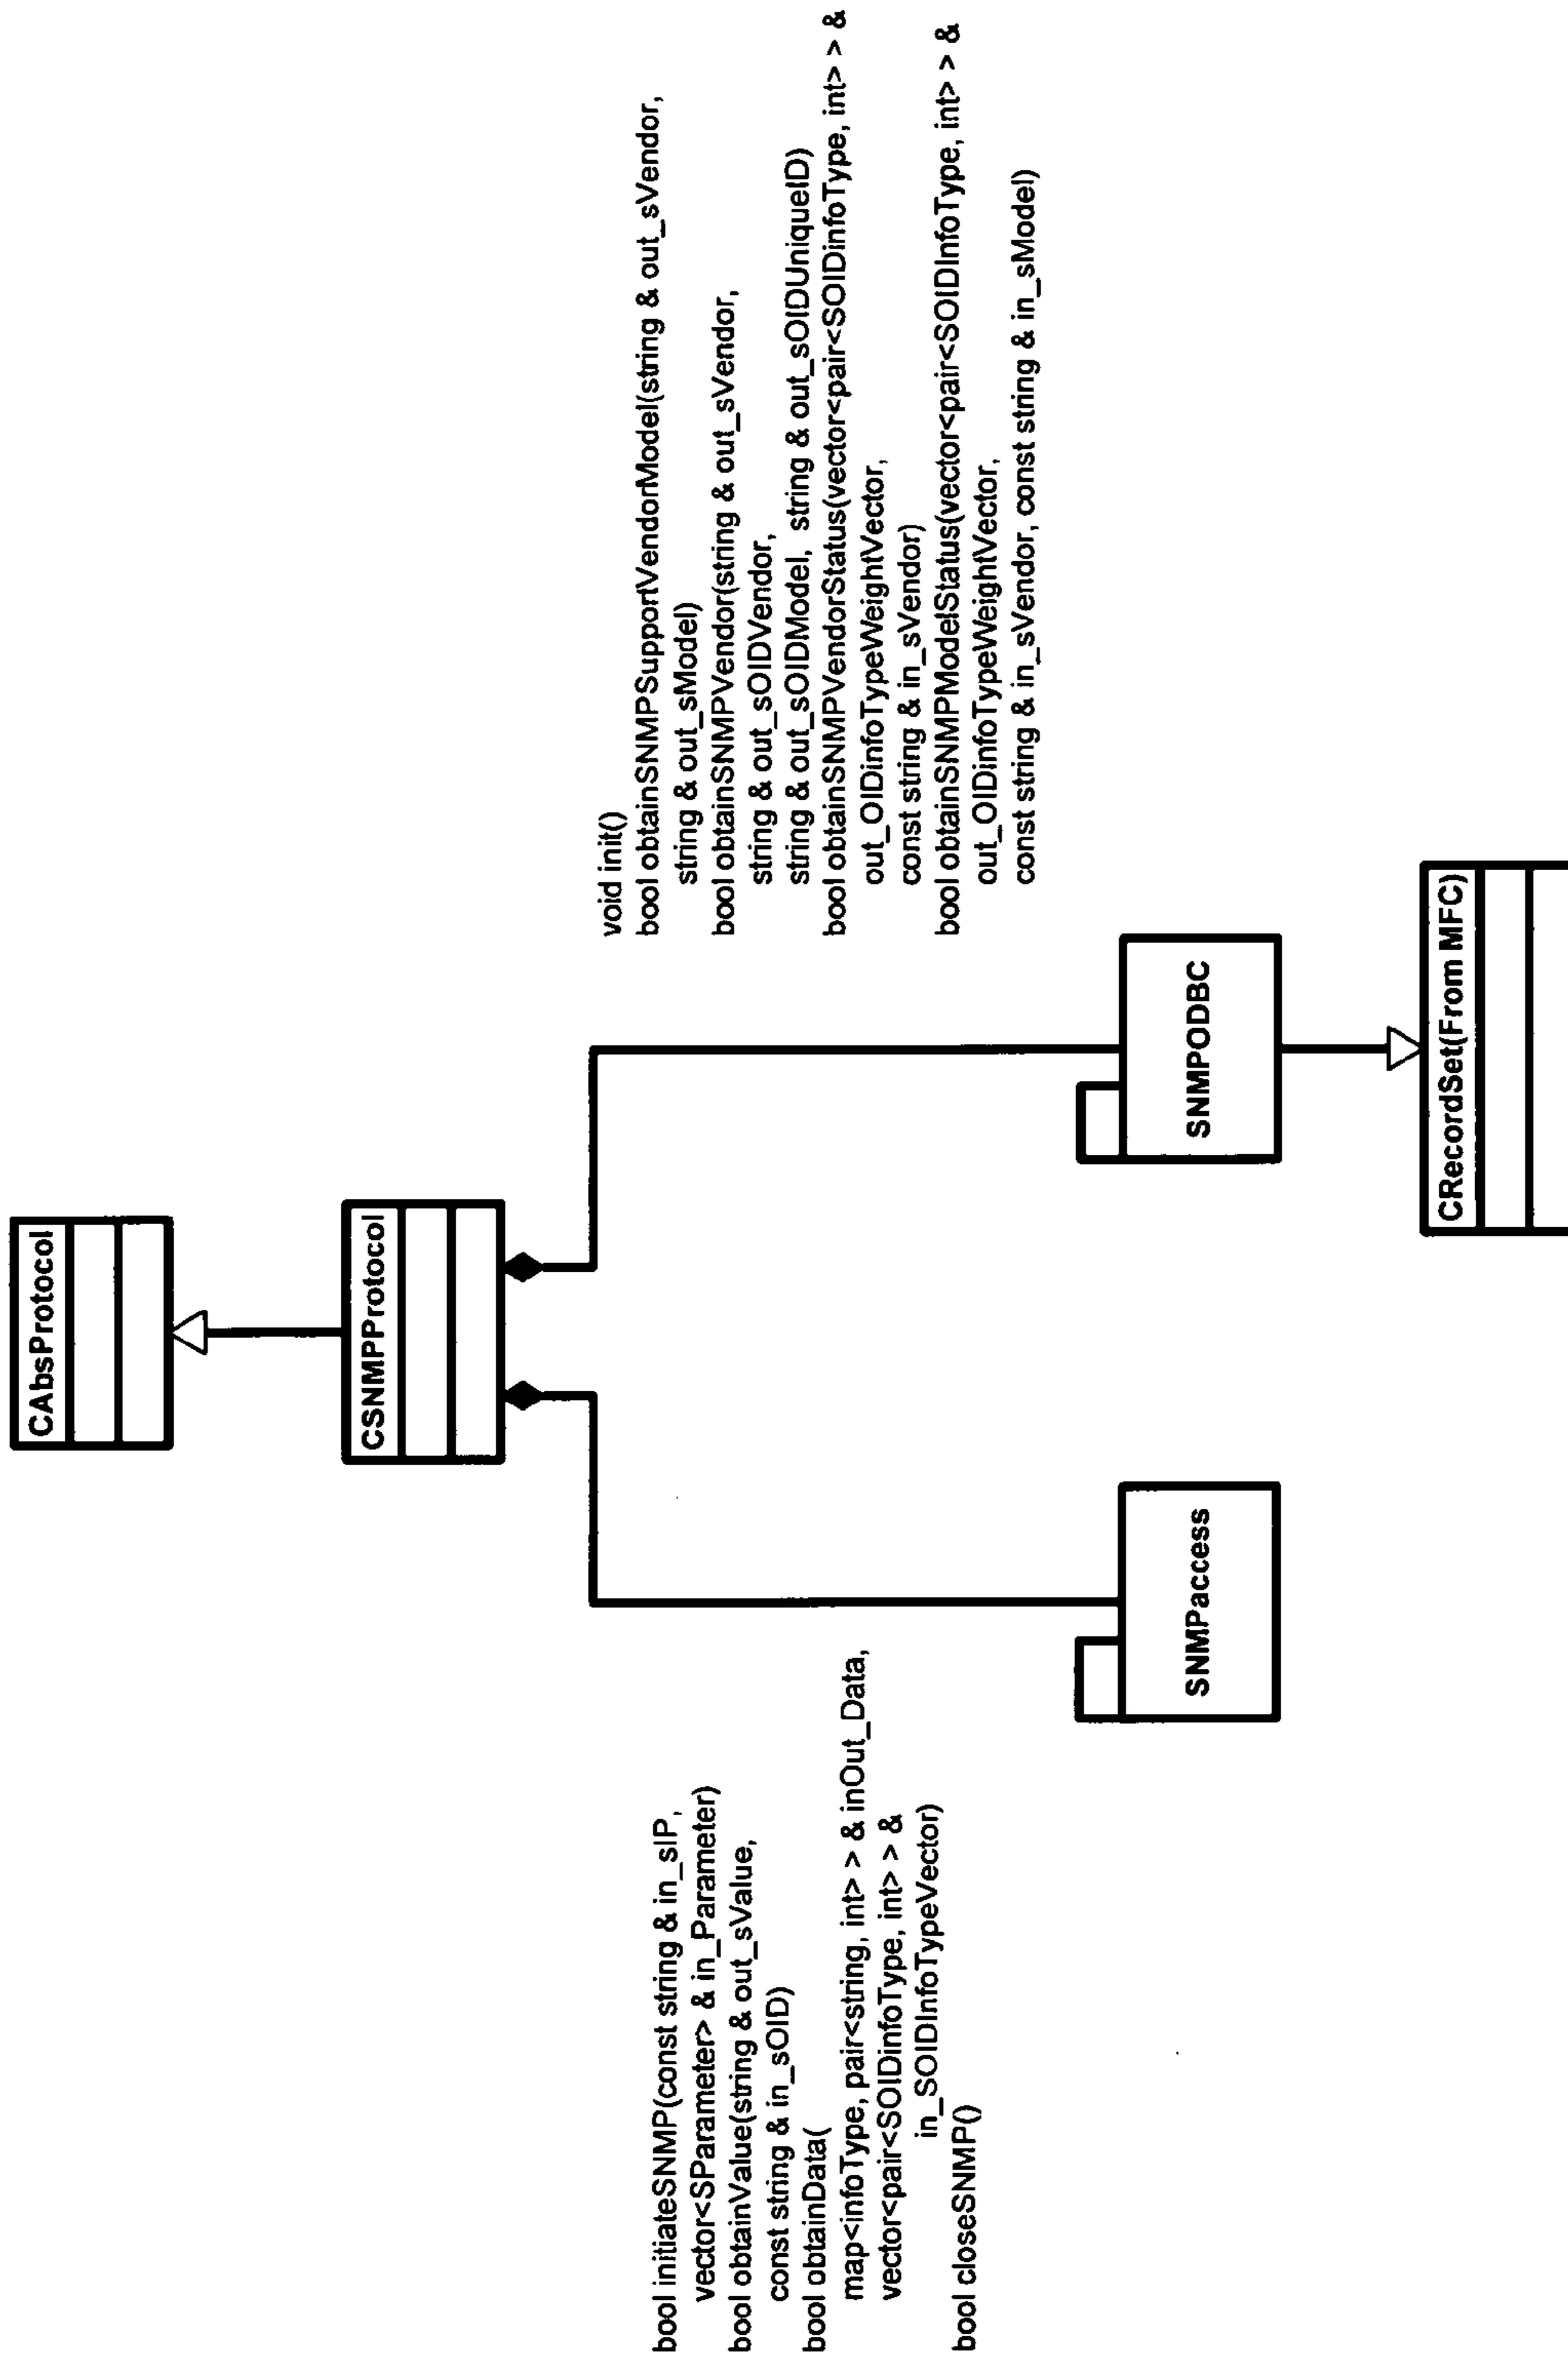 CAbsProtocol
CSNMPProtocol
bool initiateSNMP(const string & in_sIP,
vector<SParameter> & in_Parameter)
bool obtainValue(string & out_sValue,
const string & in_sOID)
bool obtainData(
map<infoType, pair<string, int> > & inOut_Data,
vector<pair<SOIDinfoType, int> > &
in_SOIDInfoTypeVector)
bool closeSNMP()
void init()
bool obtainSNMPSupportVendorModel(string & out_sVendor,
string & out_sModel)
bool obtainSNMPVendor(string & out_sVendor,
string & out_sOIDVendor,
string & out_sOIDModel, string & out_sOIDUniqueID)
bool obtainSNMPVendorStatus(vector<pair<SOIDinfoType, int> > &
out_OIDinfoTypeWeightVector,
const string & in_sVendor)
bool obtainSNMPModelStatus(vector<pair<SOIDInfoType, int> > &
out_OIDinfoTypeWeightVector,
const string & in_sVendor, const string & in_sModel)
SNMPaccess
SNMPODBC
CRecordSet(From MFC)